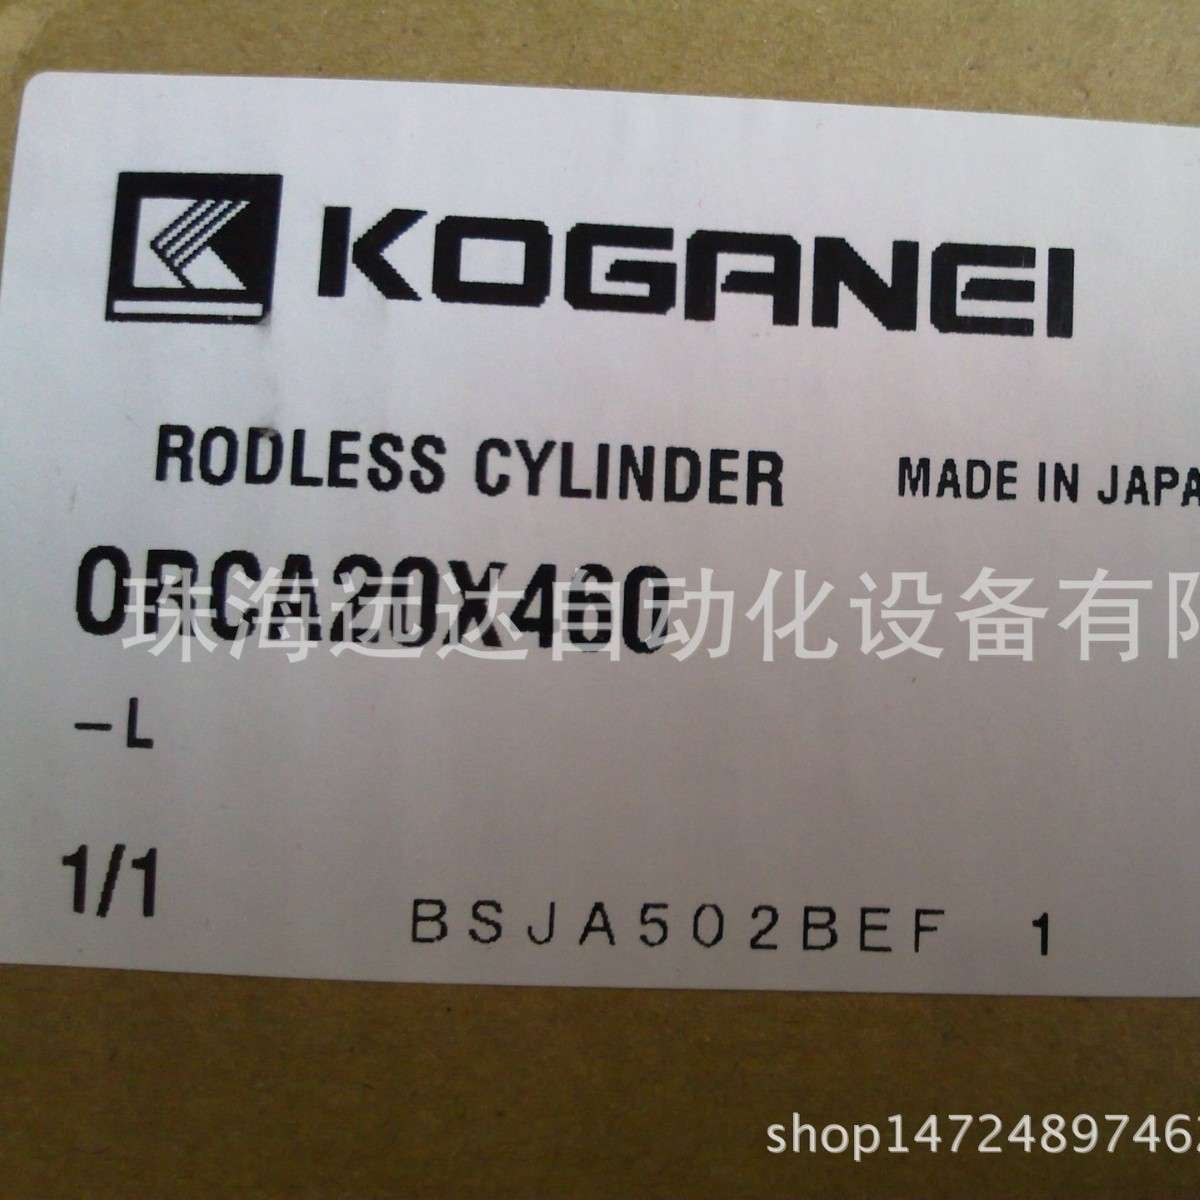 KOGANEI
RODLESS CYLINDER MADE IN JAPA
ORCA20X460
珠海远达自动化设备有限
-L
1/1
BSJA502BEF 1
shop1472489746